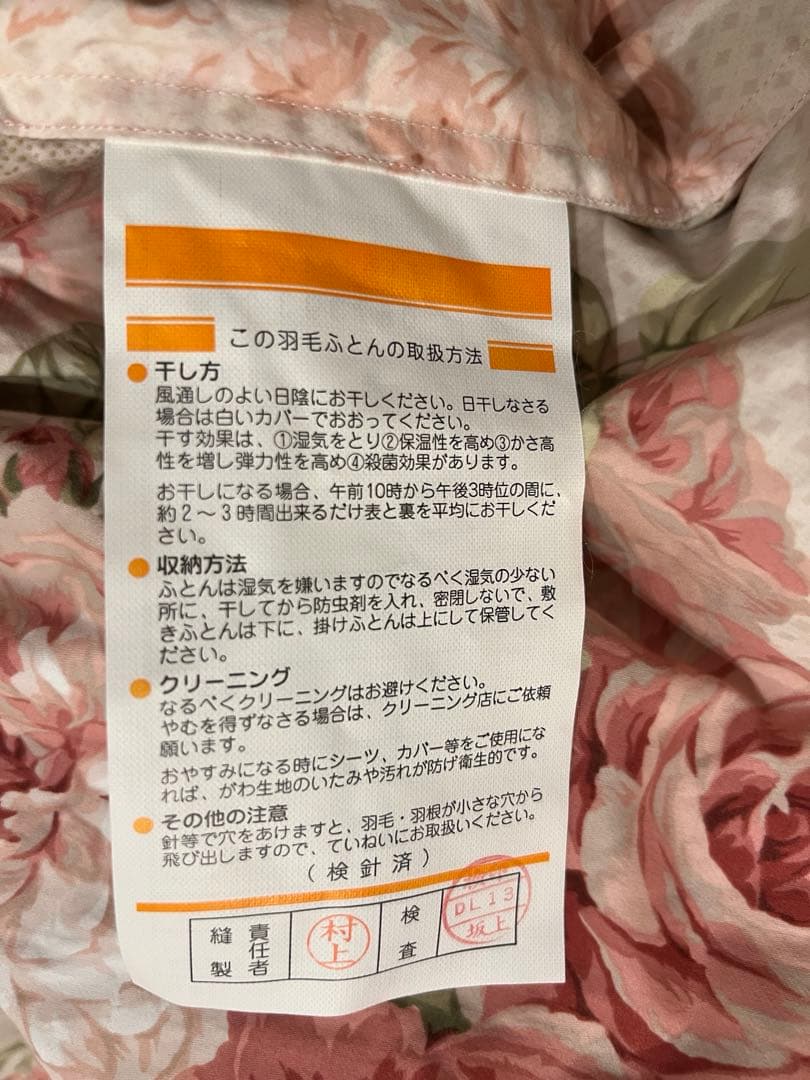 この羽毛ふとんの取扱方法
●干し方
風通しのよい日陰にお干しください。日干しなさる
場合は白いカバーでおおってください。
干す効果は、①湿気をとり②保湿性を高め③かさ高
性を増し弾力性を高め④殺菌効果があります。
お干しになる場合、午前10時から午後3時位の間に、
約2～3時間出来るだけ表と裏を平均にお干しくだ
さい。
●収納方法
ふとんは湿気を嫌いますのでなるべく湿気の少ない
所に、干してから防虫剤を入れ、密閉しないで、敷
きふとんは下に、掛けふとんは上にして保管してく
ださい。
●クリーニング
なるべくクリーニングはお避けください。
やむを得ずなさる場合は、クリーニング店にご依頼
願います。
おやすみになる時にシーツ、カバー等をご使用にな
れば、がわ生地のいたみや汚れが防げ衛生的です。
●その他の注意
針等で穴をあけますと、羽毛・羽根が小さな穴から
飛び出しますので、ていねいにお取扱いください。
(検針済)
縫製
責任者
村上
検査
DL13
坂上